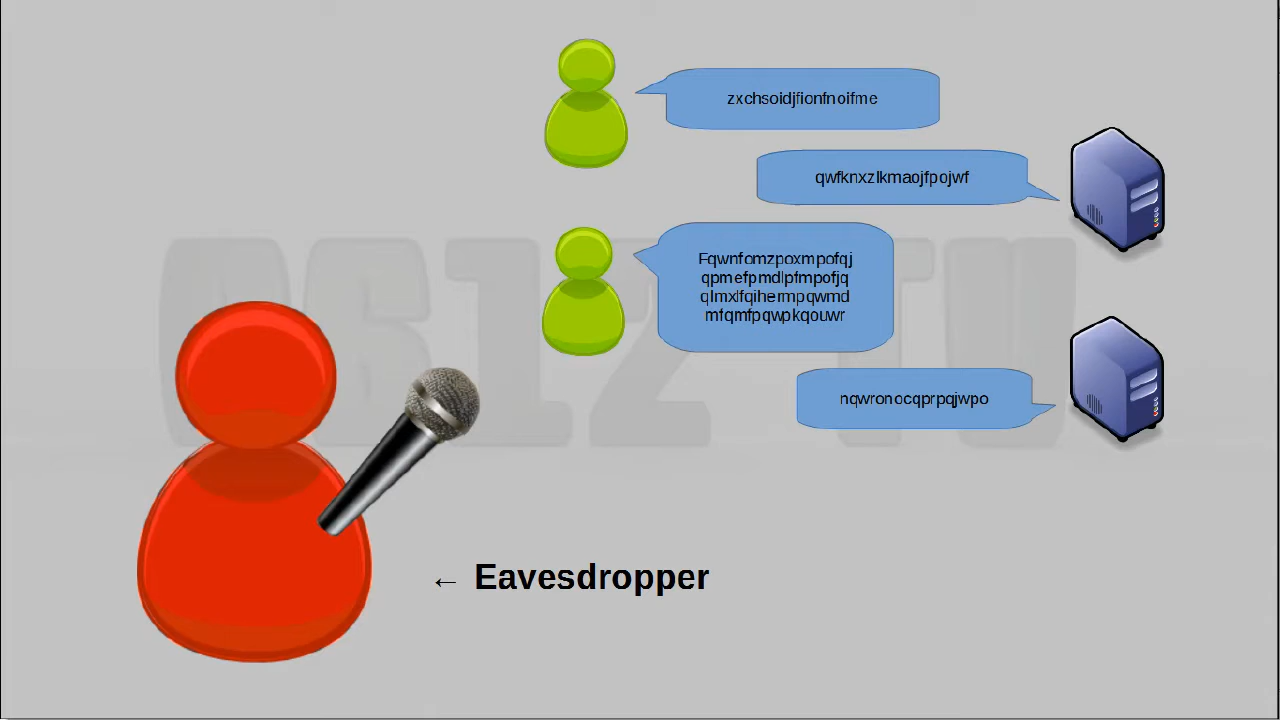 zxchsoidjfionfnoifme
qwfknxzlkmaojfpojwf
Fqwnfomzpoxmpofqj
qpmefpmdlpfmpofjq
qlmxlfqihermpqwmd
mfqmfpqwpkqouwr
nqwronocqprpqjwpo
← Eavesdropper